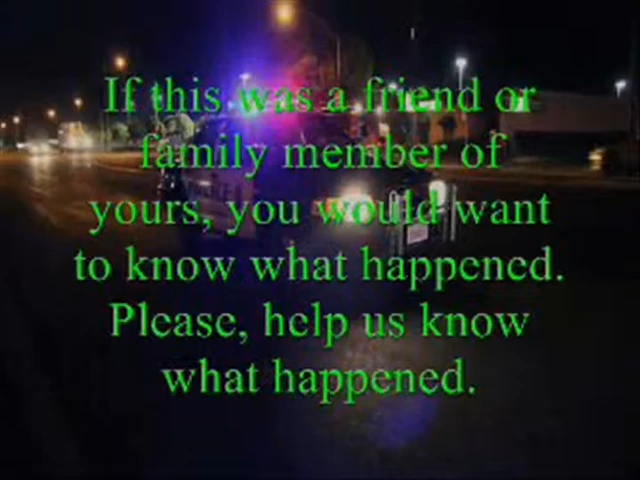 If this was a friend or
family member of
yours, you would want
to know what happened.
Please, help us know
what happened.